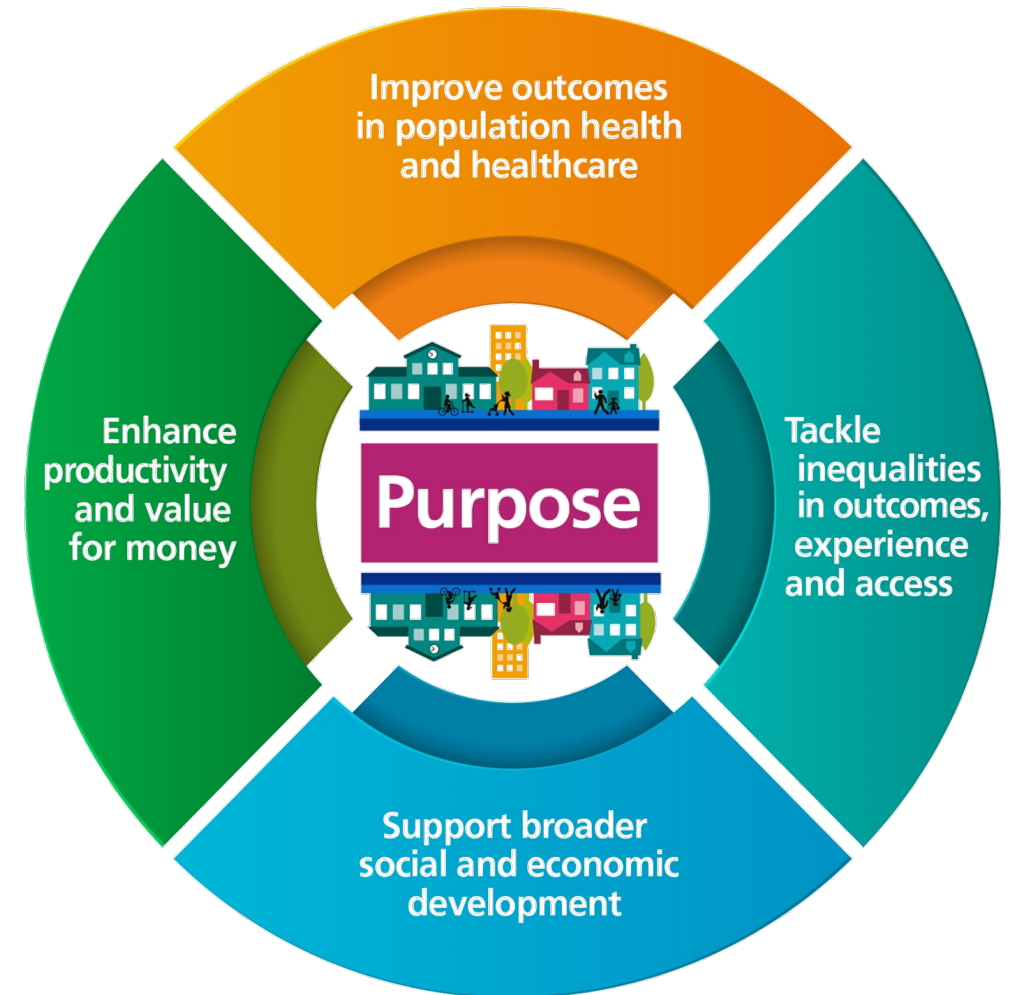 Improve outcomes
in population health
and healthcare
Tackle
inequalities
in outcomes,
experience
and access
Support broader
social and economic
development
Enhance
productivity
and value
for money
Purpose